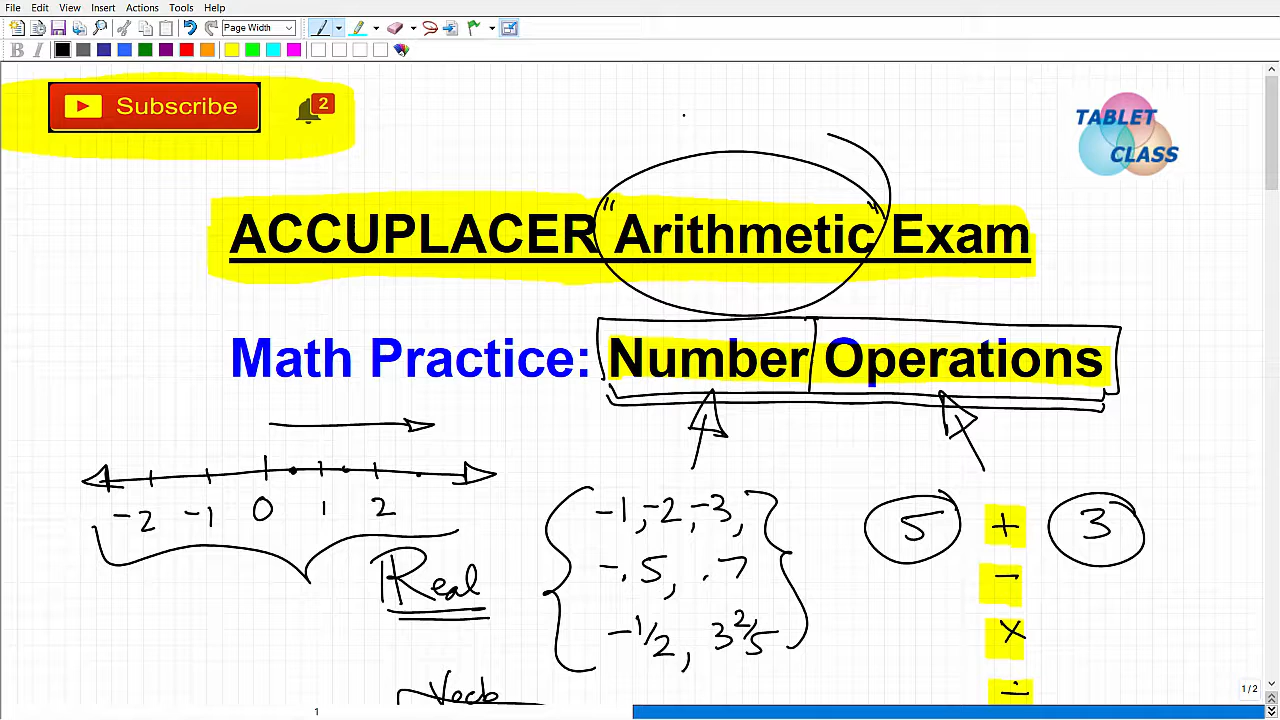 File Edit View Insert Actions Tools Help
Page Width
B I
Subscribe 2
TABLET
CLASS
ACCUPLACER "Arithmetic" Exam
Math Practice: Number Operations
-2 -1 0 1 2
Real
-1, -2, -3,
-.5, .7
-1/2, 3 2/5
5 + 3
-
×
÷
1/2
1